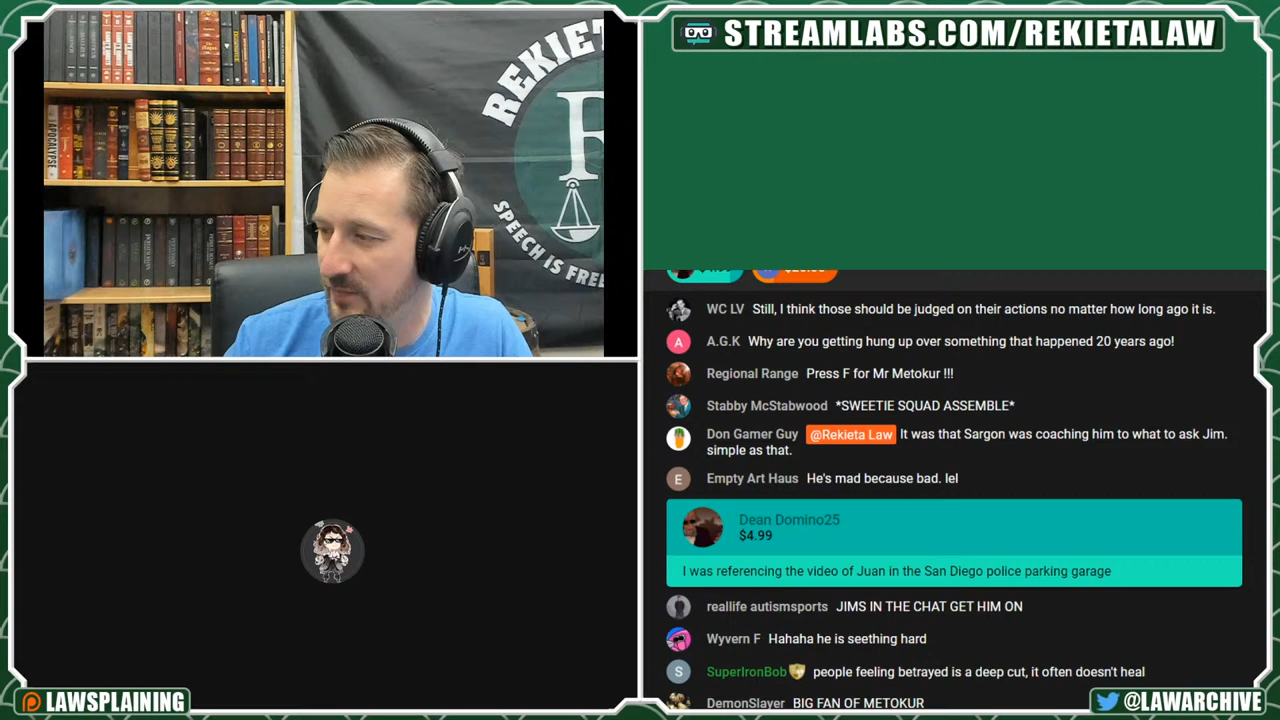 STREAMLABS.COM/REKIETALAW
REKIET
R
SPEECH IS FREE
APOCALYPSE
WC LV Still, I think those should be judged on their actions no matter how long ago it is.
A A.G.K Why are you getting hung up over something that happened 20 years ago!
Regional Range Press F for Mr Metokur !!!
Stabby McStabwood *SWEETIE SQUAD ASSEMBLE*
Don Gamer Guy @Rekieta Law It was that Sargon was coaching him to what to ask Jim.
simple as that.
E Empty Art Haus He's mad because bad. lel
Dean Domino25
$4.99
I was referencing the video of Juan in the San Diego police parking garage
reallife autismsports JIMS IN THE CHAT GET HIM ON
Wyvern F Hahaha he is seething hard
S SuperIronBob people feeling betrayed is a deep cut, it often doesn't heal
DemonSlayer BIG FAN OF METOKUR
LAWSPLAINING
@LAWARCHIVE